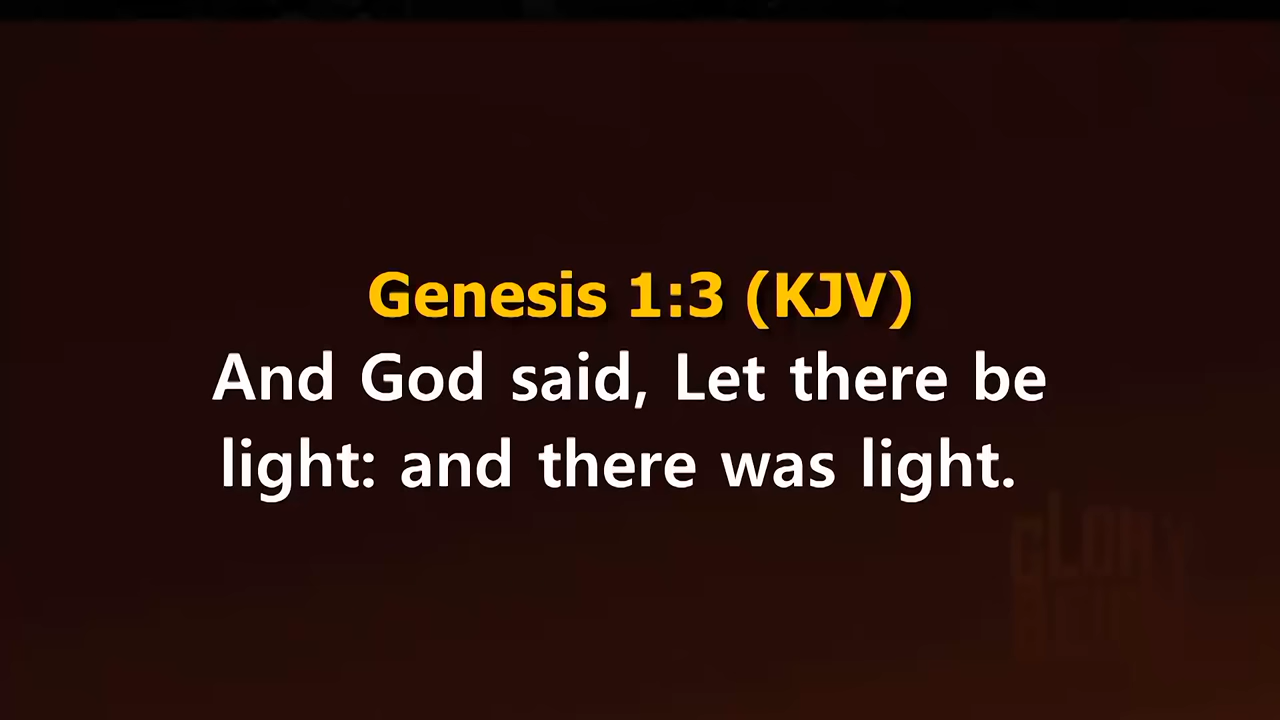 Genesis 1:3 (KJV)
And God said, Let there be
light: and there was light.